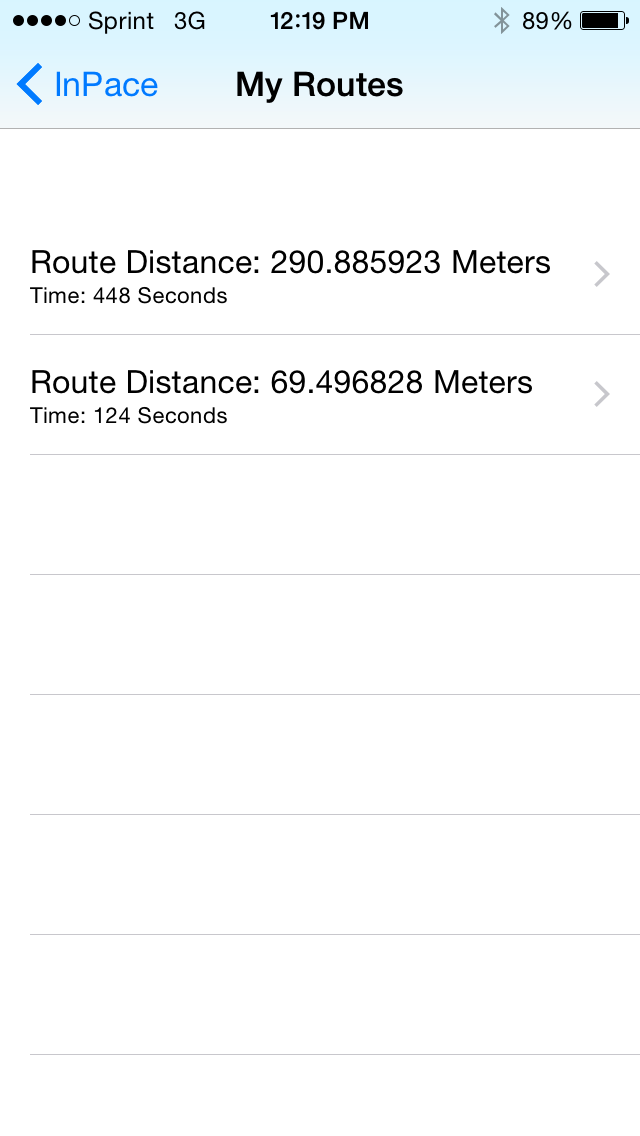 Sprint 3G 12:19 PM 89%
InPace My Routes
Route Distance: 290.885923 Meters
Time: 448 Seconds
Route Distance: 69.496828 Meters
Time: 124 Seconds